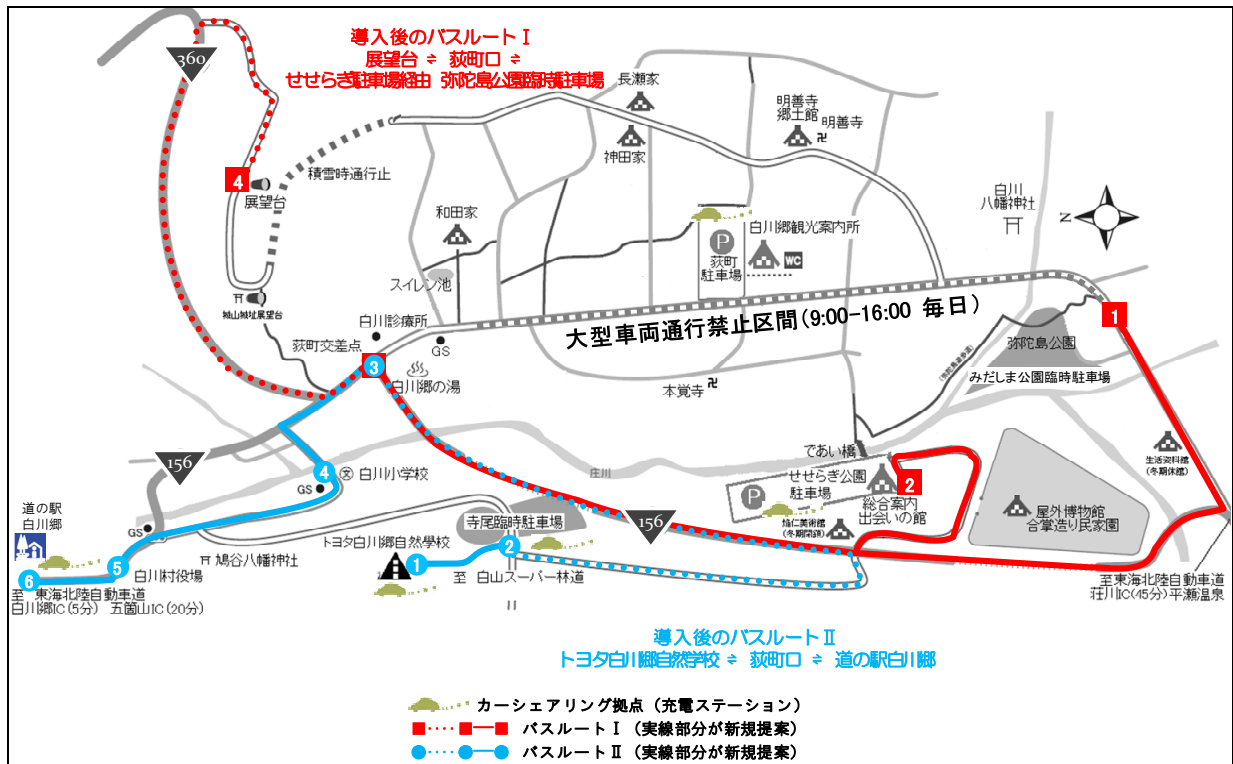 導入後のバスルートⅠ
展望台 ⇌ 荻町口 ⇌
せせらぎ駐車場経由 弥陀島公園臨時駐車場
360
長瀬家
神田家
明善寺
郷土館
明善寺
4
展望台
積雪時通行止
和田家
白川
八幡神社
N
P
荻町
駐車場
白川郷観光案内所
WC
スイレン池
城山城址展望台
白川診療所
荻町交差点
GS
大型車両通行禁止区間(9:00-16:00 毎日)
1
弥陀島公園
みだしま公園臨時駐車場
3
白川郷の湯
本覚寺
であい橋
庄川
生活資料館
(冬期休館)
156
4
文
白川小学校
GS
せせらぎ公園
駐車場
P
2
総合案内
出会いの館
屋外博物館
合掌造り民家園
道の駅
白川郷
GS
寺尾臨時駐車場
156
(冬期閉鎖)
鳩谷八幡神社
トヨタ白川郷自然学校
1
2
5
白川村役場
6
至 白山スーパー林道
至 東海北陸自動車道
白川郷IC(5分) 五箇山IC(20分)
至東海北陸自動車道
荘川IC(45分)平瀬温泉
導入後のバスルートⅡ
トヨタ白川郷自然学校 ⇌ 荻町口 ⇌ 道の駅白川郷
カーシェアリング拠点（充電ステーション）
バスルートⅠ（実線部分が新規提案）
バスルートⅡ（実線部分が新規提案）